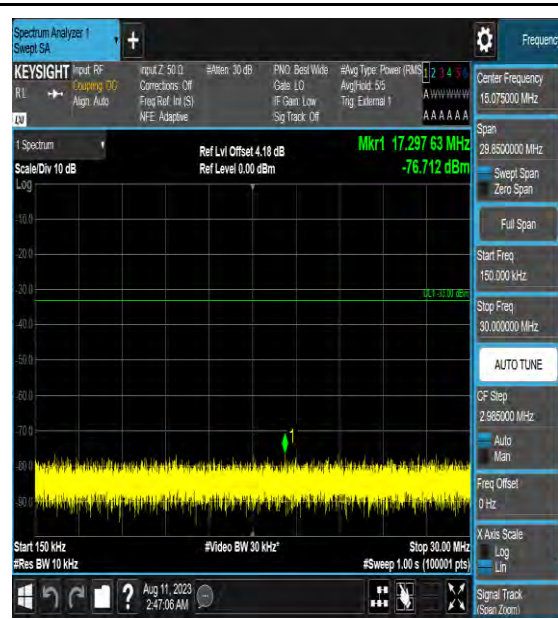 Spectrum Analyzer 1
Swept SA
Frequenc
KEYSIGHT
RL
LW
Input: RF
Coupling: DC
Align: Auto
Input Z: 50 Ω
Corrections: Off
Freq Ref: Int (S)
NFE: Adaptive
#Atten: 30 dB
PNO: Best Wide
Gate: LO
IF Gain: Low
Sig Track: Off
#Avg Type: Power (RMS
Avg|Hold: 5/5
Trig: External 1
1 2 3 4 5 6
A W W W W W
A A A A A A
1 Spectrum
Scale/Div 10 dB
Ref Lvl Offset 4.18 dB
Ref Level 0.00 dBm
Mkr1 17.297 63 MHz
-76.712 dBm
Log
-10.0
-20.0
-30.0
-40.0
-50.0
-60.0
-70.0
-80.0
-90.0
UL1 -33.00 dBm
1
Start 150 kHz
#Res BW 10 kHz
#Video BW 30 kHz*
Stop 30.00 MHz
#Sweep 1.00 s (100001 pts)
Aug 11, 2023
2:47:06 AM
Center Frequency
15.075000 MHz
Span
29.8500000 MHz
Swept Span
Zero Span
Full Span
Start Freq
150.000 kHz
Stop Freq
30.000000 MHz
AUTO TUNE
CF Step
2.985000 MHz
Auto
Man
Freq Offset
0 Hz
X Axis Scale
Log
Lin
Signal Track
(Span Zoom)